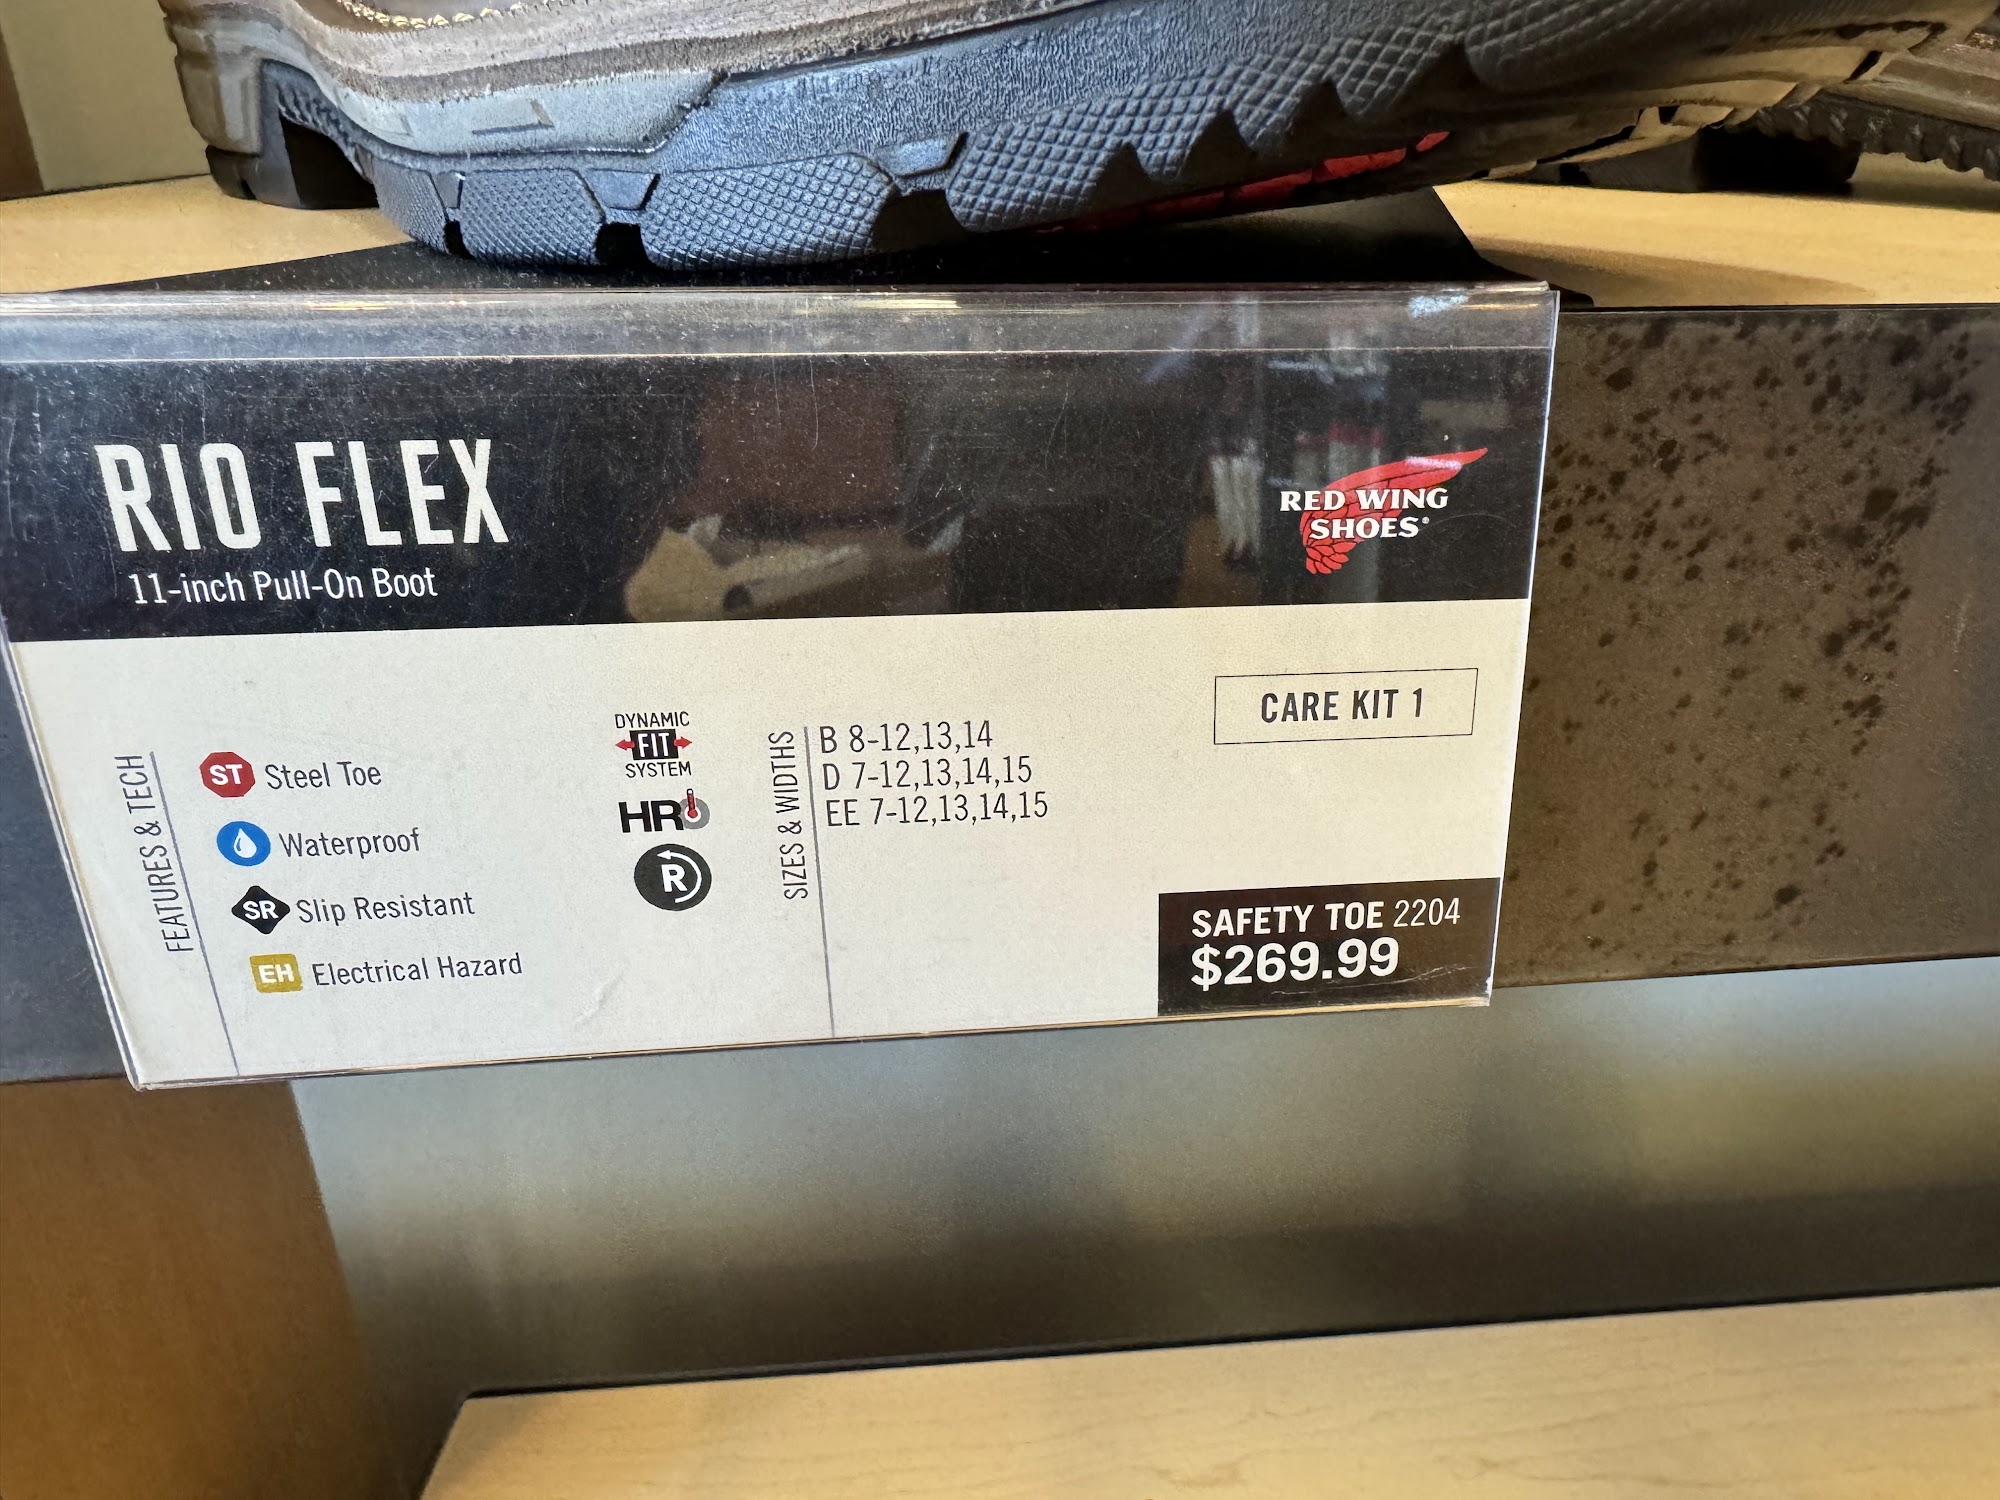 RIO FLEX
11-inch Pull-On Boot
RED WING
SHOES®
FEATURES & TECH
ST Steel Toe
Waterproof
SR Slip Resistant
EH Electrical Hazard
DYNAMIC
FIT
SYSTEM
HRO
R
SIZES & WIDTHS
B 8-12,13,14
D 7-12,13,14,15
EE 7-12,13,14,15
CARE KIT 1
SAFETY TOE 2204
$269.99